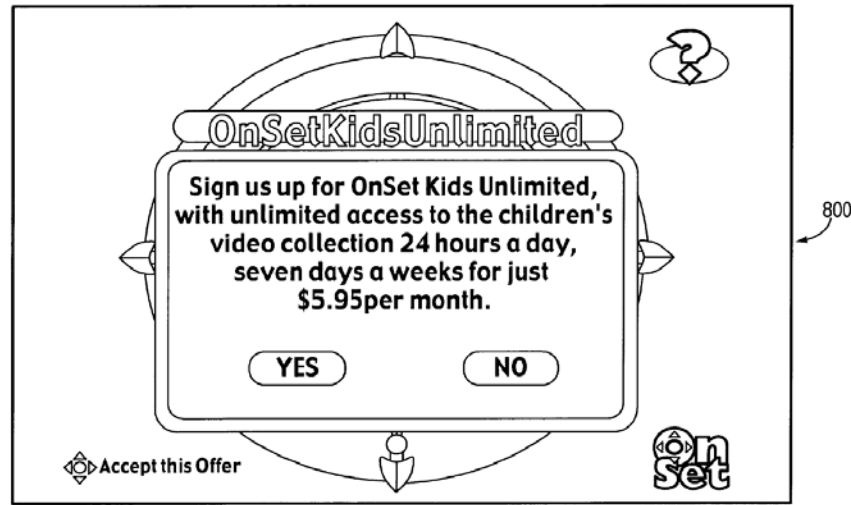 ?
OnSetKidsUnlimited
Sign us up for OnSet Kids Unlimited,
with unlimited access to the children's
video collection 24 hours a day,
seven days a weeks for just
$5.95per month.
YES NO
Accept this Offer
On
Set
800